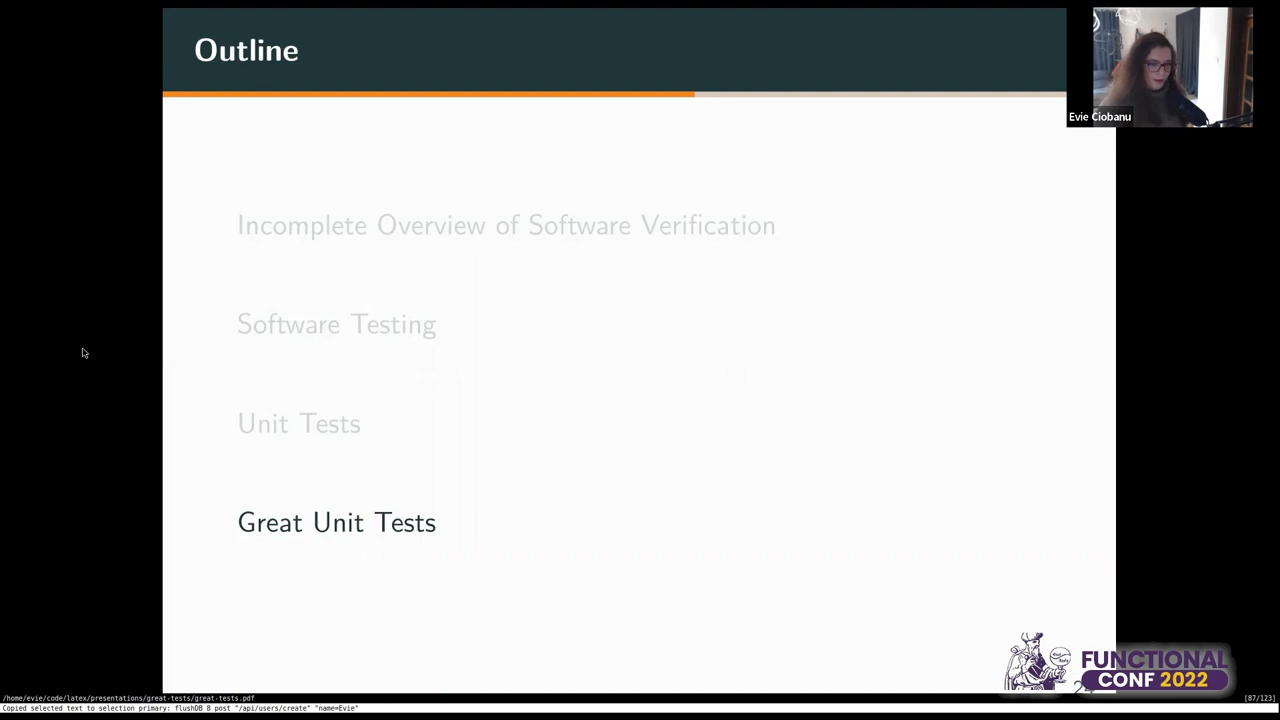 Outline
Evie Ciobanu
Incomplete Overview of Software Verification
Software Testing
Unit Tests
Great Unit Tests
FUNCTIONAL
CONF 2022
/home/evie/code/latex/presentations/great-tests/great-tests.pdf
[87/123]
Copied selected text to selection primary: flushDB 8 post "/api/users/create" "name=Evie"